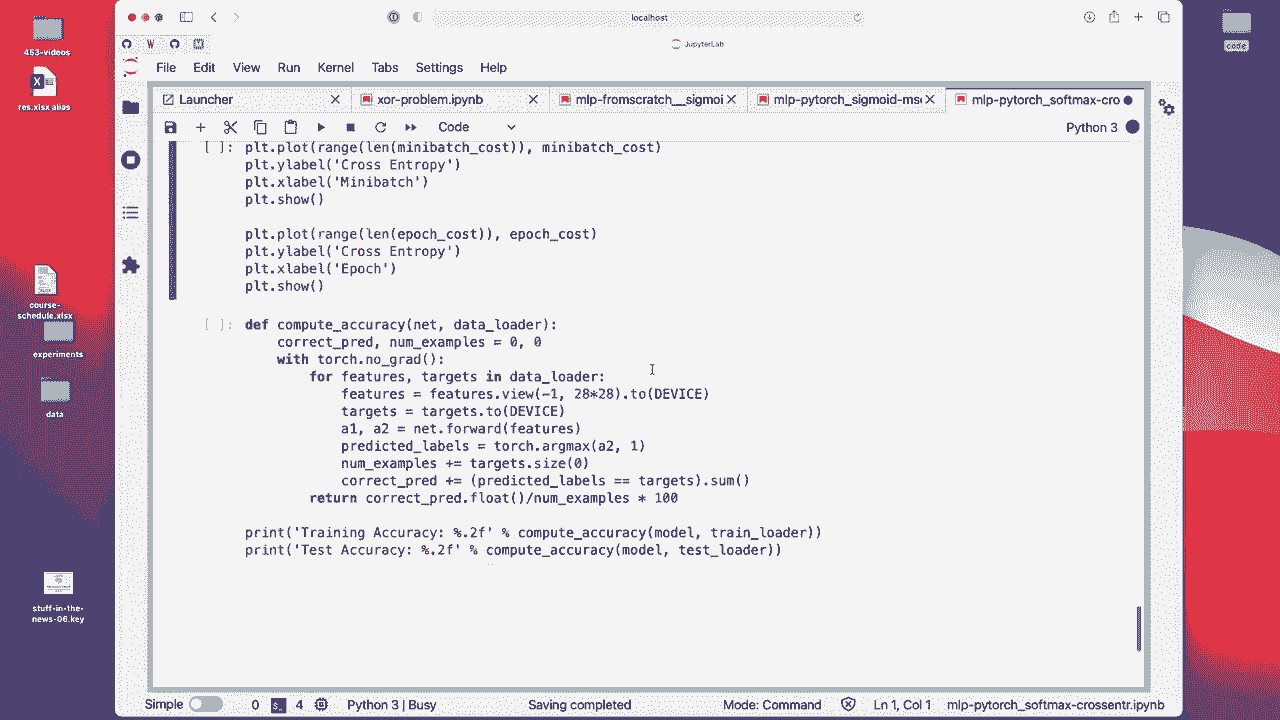 localhost
JupyterLab
File Edit View Run Kernel Tabs Settings Help
Launcher
xor-problem.ipynb
mlp-fromscratch__sigmoi
mlp-pytorch_sigmoid-ms
mlp-pytorch_softmax-cro
Code
Python 3
[ ]: plt.plot(range(len(minibatch_cost)), minibatch_cost)
plt.ylabel('Cross Entropy')
plt.xlabel('Minibatch')
plt.show()
plt.plot(range(len(epoch_cost)), epoch_cost)
plt.ylabel('Cross Entropy')
plt.xlabel('Epoch')
plt.show()
[ ]: def compute_accuracy(net, data_loader):
correct_pred, num_examples = 0, 0
with torch.no_grad():
for features, targets in data_loader:
features = features.view(-1, 28*28).to(DEVICE)
targets = targets.to(DEVICE)
a1, a2 = net.forward(features)
predicted_labels = torch.argmax(a2, 1)
num_examples += targets.size(0)
correct_pred += (predicted_labels == targets).sum()
return correct_pred.float()/num_examples * 100
print('Training Accuracy: %.2f' % compute_accuracy(model, train_loader))
print('Test Accuracy: %.2f' % compute_accuracy(model, test_loader))
Simple 0 4 Python 3 | Busy Saving completed Mode: Command Ln 1, Col 1 mlp-pytorch_softmax-crossentr.ipynb
453-videos
res.xlsx alias
course-
schedule.xlsx
experiments
data
stuff-in-the-
news-06.key
code